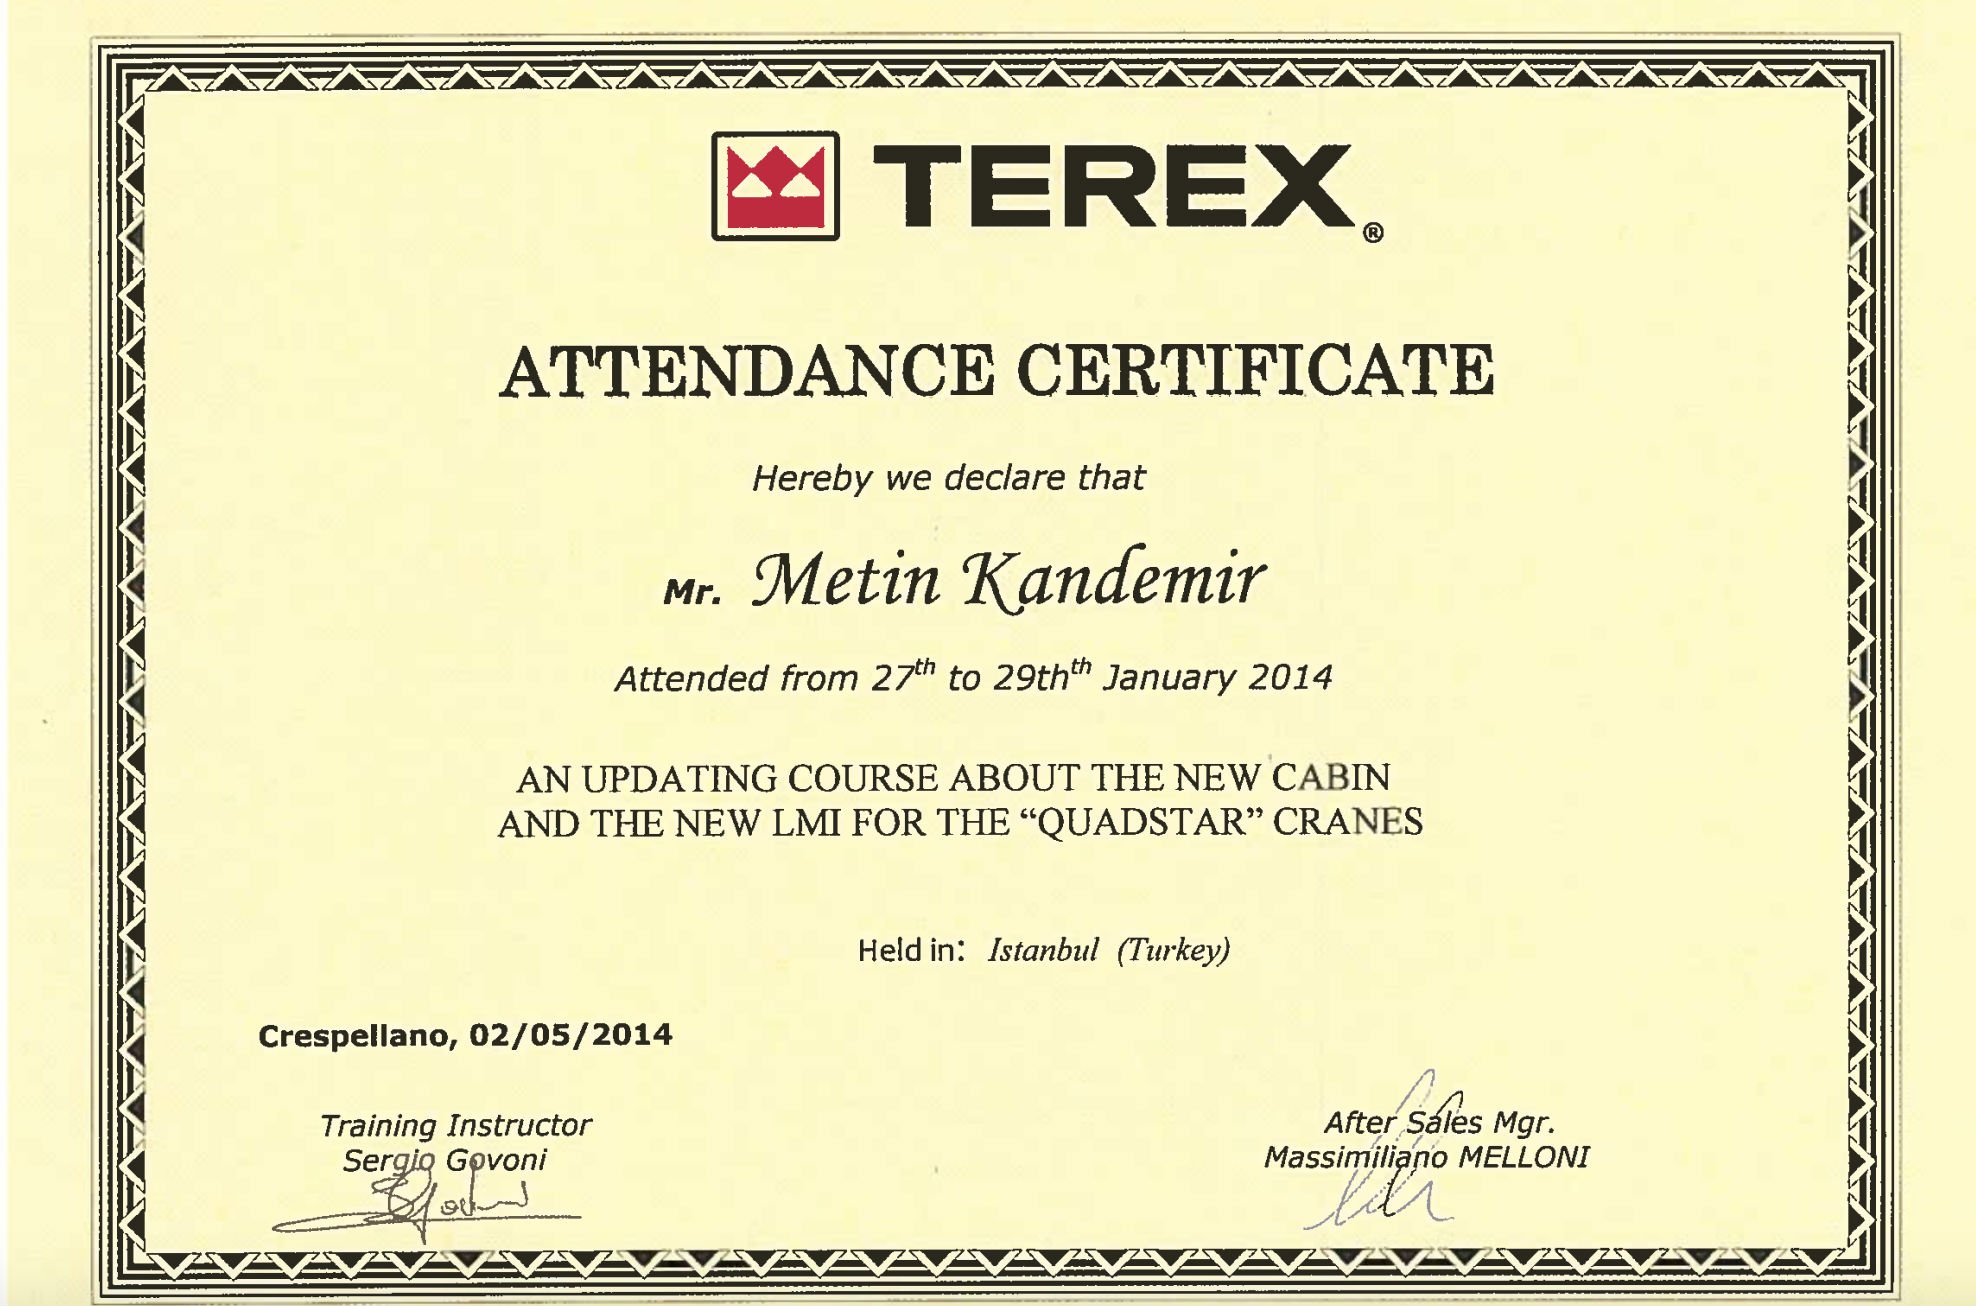 TEREX®
ATTENDANCE CERTIFICATE
Hereby we declare that
Mr. Metin Kandemir
Attended from 27th to 29thth January 2014
AN UPDATING COURSE ABOUT THE NEW CABIN
AND THE NEW LMI FOR THE “QUADSTAR” CRANES
Held in: Istanbul (Turkey)
Crespellano, 02/05/2014
Training Instructor
Sergio Govoni
After Sales Mgr.
Massimiliano MELLONI